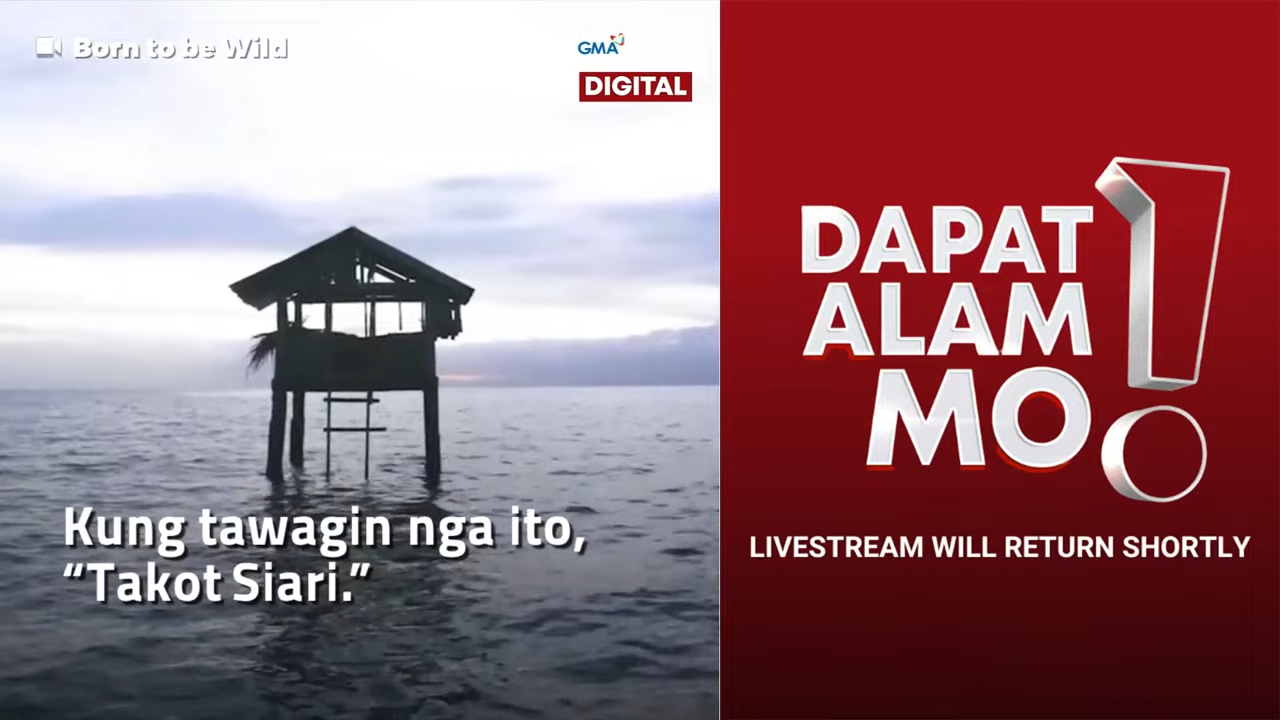 Born to be Wild
GMA
DIGITAL
Kung tawagin nga ito,
“Takot Siari.”
DAPAT
ALAM
MO!
LIVESTREAM WILL RETURN SHORTLY